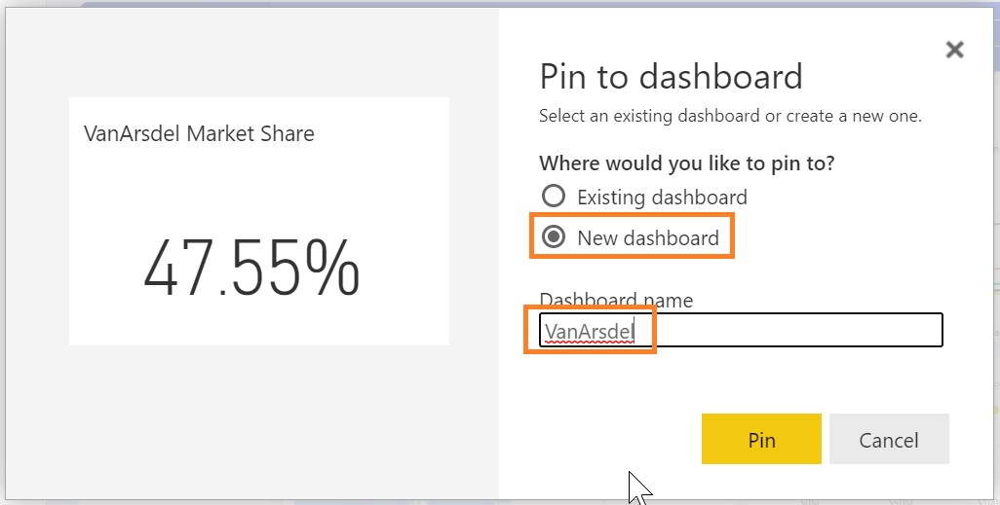 VanArsdel Market Share
47.55%
Pin to dashboard
Select an existing dashboard or create a new one.
Where would you like to pin to?
Existing dashboard
New dashboard
Dashboard name
VanArsdel
Pin
Cancel